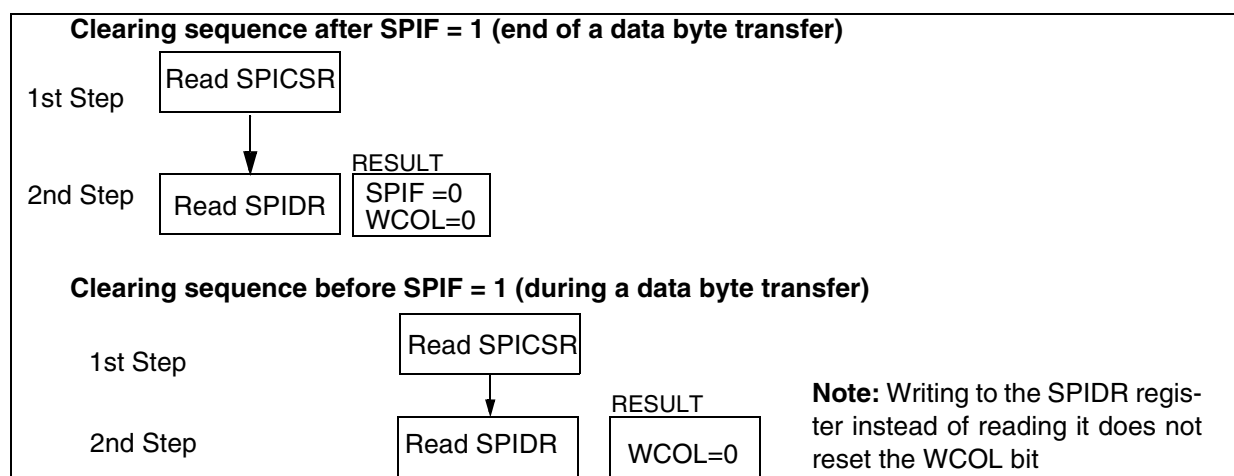 Clearing sequence after SPIF = 1 (end of a data byte transfer)
1st Step
Read SPICSR
2nd Step
Read SPIDR
RESULT
SPIF =0
WCOL=0
Clearing sequence before SPIF = 1 (during a data byte transfer)
1st Step
Read SPICSR
2nd Step
Read SPIDR
RESULT
WCOL=0
Note: Writing to the SPIDR regis-
ter instead of reading it does not
reset the WCOL bit